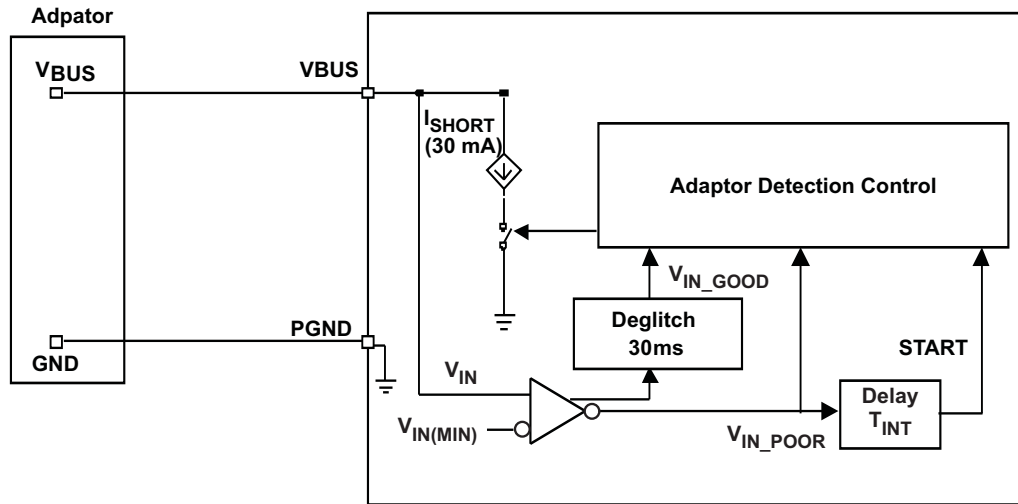 Adpator
VBUS
GND
VBUS
PGND
ISHORT
(30 mA)
Adaptor Detection Control
VIN_GOOD
Deglitch
30ms
START
VIN
VIN(MIN)
VIN_POOR
Delay
TINT